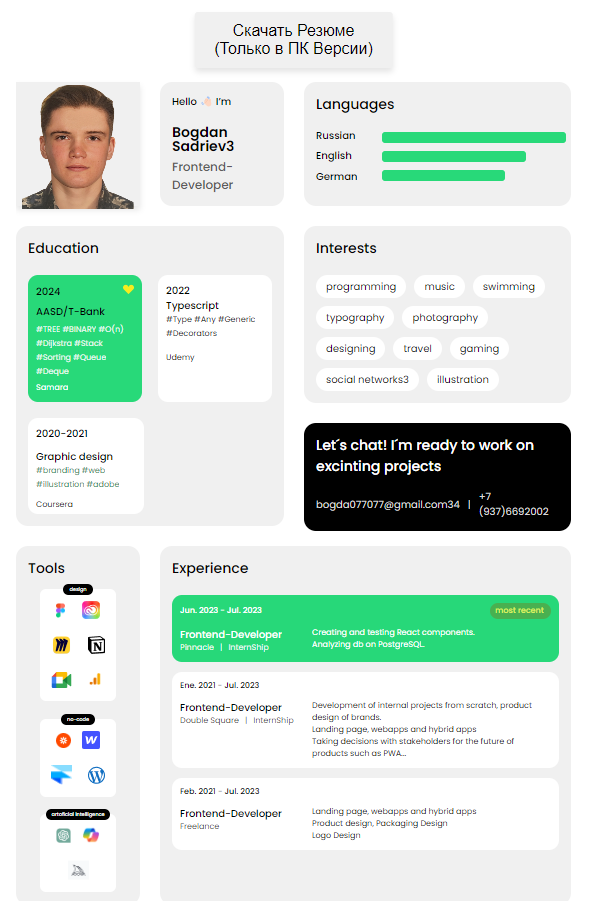 Скачать Резюме
(Только в ПК Версии)
Hello 👋🏻 I’m
Bogdan
Sadriev3
Frontend-
Developer
Languages
Russian
English
German
Education
2024
AASD/T-Bank
#TREE #BINARY #O(n)
#Dijkstra #Stack
#Sorting #Queue
#Deque
Samara
2022
Typescript
#Type #Any #Generic
#Decorators
Udemy
2020-2021
Graphic design
#branding #web
#illustration #adobe
Coursera
Interests
programming
music
swimming
typography
photography
designing
travel
gaming
social networks3
illustration
Let´s chat! I´m ready to work on
excinting projects
bogda077077@gmail.com34 | +7
(937)6692002
Tools
design
no-code
artoficial intelligence
Experience
Jun. 2023 - Jul. 2023
most recent
Frontend-Developer
Pinnacle | InternShip
Creating and testing React components.
Analyzing db on PostgreSQL.
Ene. 2021 - Jul. 2023
Frontend-Developer
Double Square | InternShip
Development of internal projects from scratch, product
design of brands.
Landing page, webapps and hybrid apps
Taking decisions with stakeholders for the future of
products such as PWA...
Feb. 2021 - Jul. 2023
Frontend-Developer
Freelance
Landing page, webapps and hybrid apps
Product design, Packaging Design
Logo Design